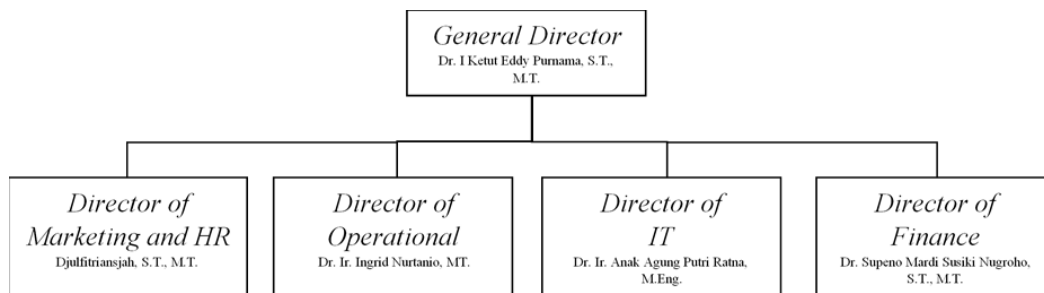 General Director
Dr. I Ketut Eddy Purnama, S.T.,
M.T.
Director of
Marketing and HR
Djulfitriansjah, S.T., M.T.
Director of
Operational
Dr. Ir. Ingrid Nurtanio, MT.
Director of
IT
Dr. Ir. Anak Agung Putri Ratna,
M.Eng.
Director of
Finance
Dr. Supeno Mardi Susiki Nugroho,
S.T., M.T.